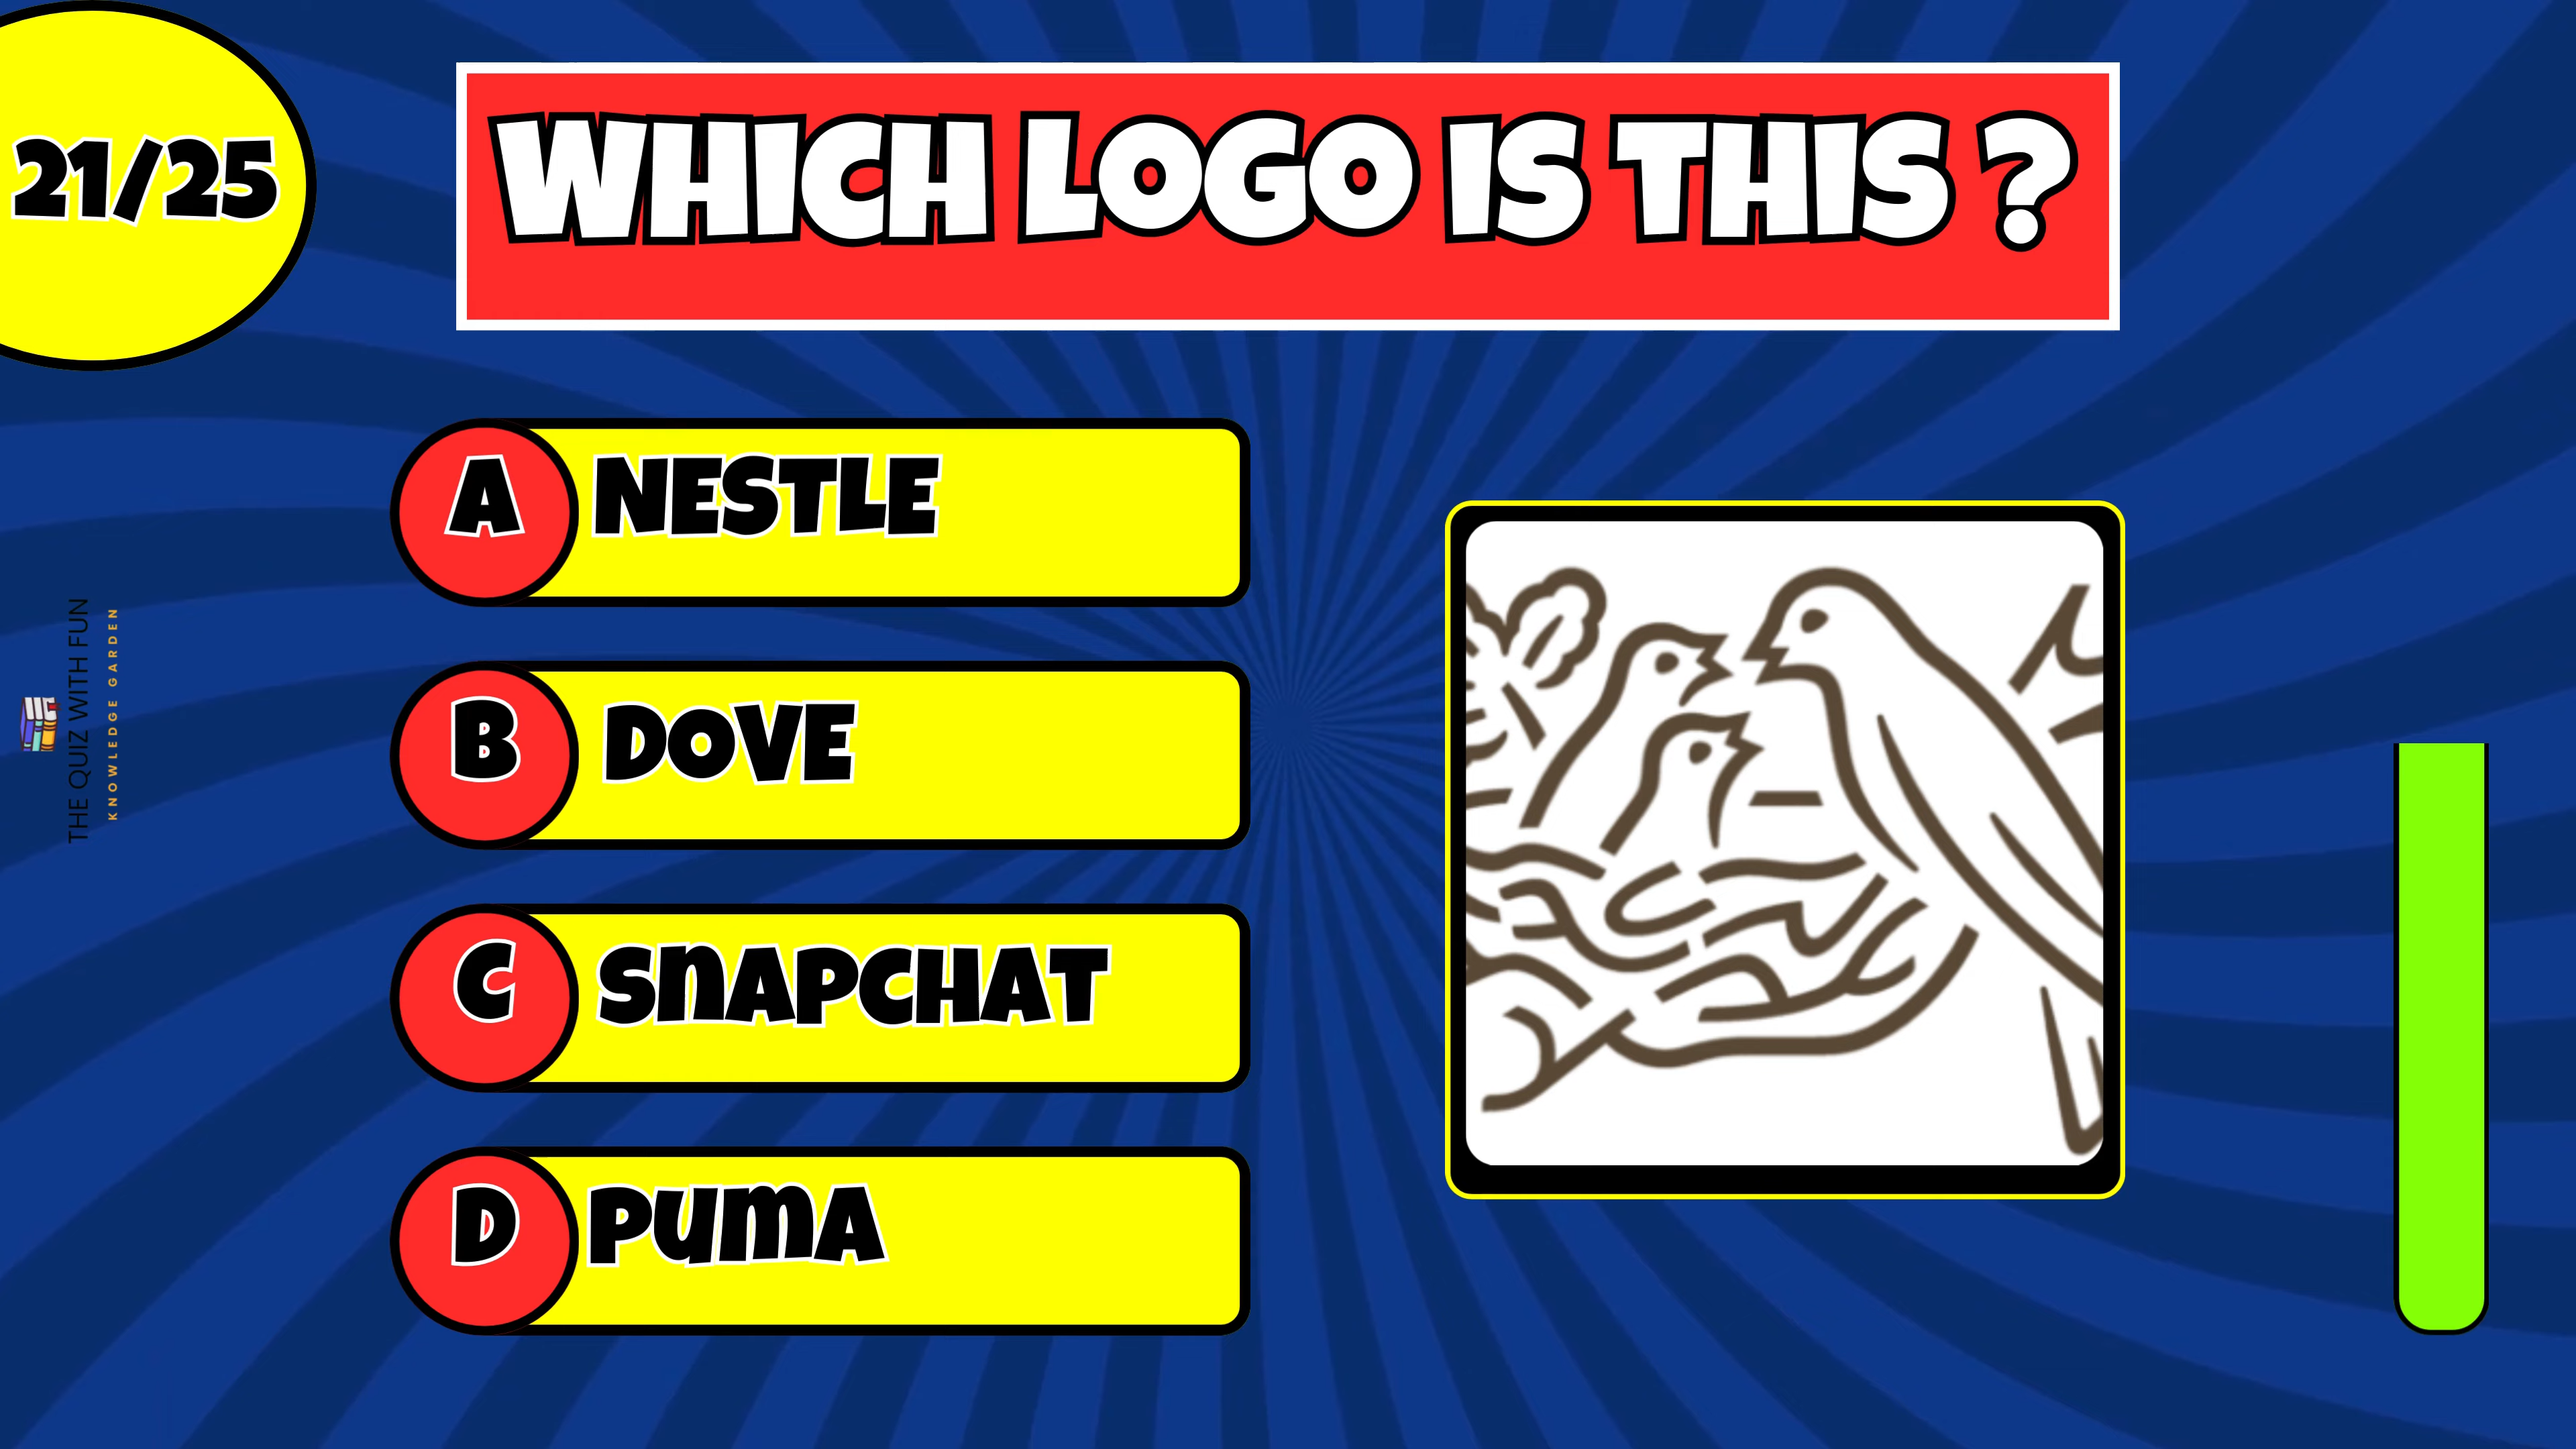 21/25
WHICH LOGO IS THIS ?
A NESTLE
B DOVE
C SNAPCHAT
D PUMA
THE QUIZ WITH FUN
KNOWLEDGE GARDEN